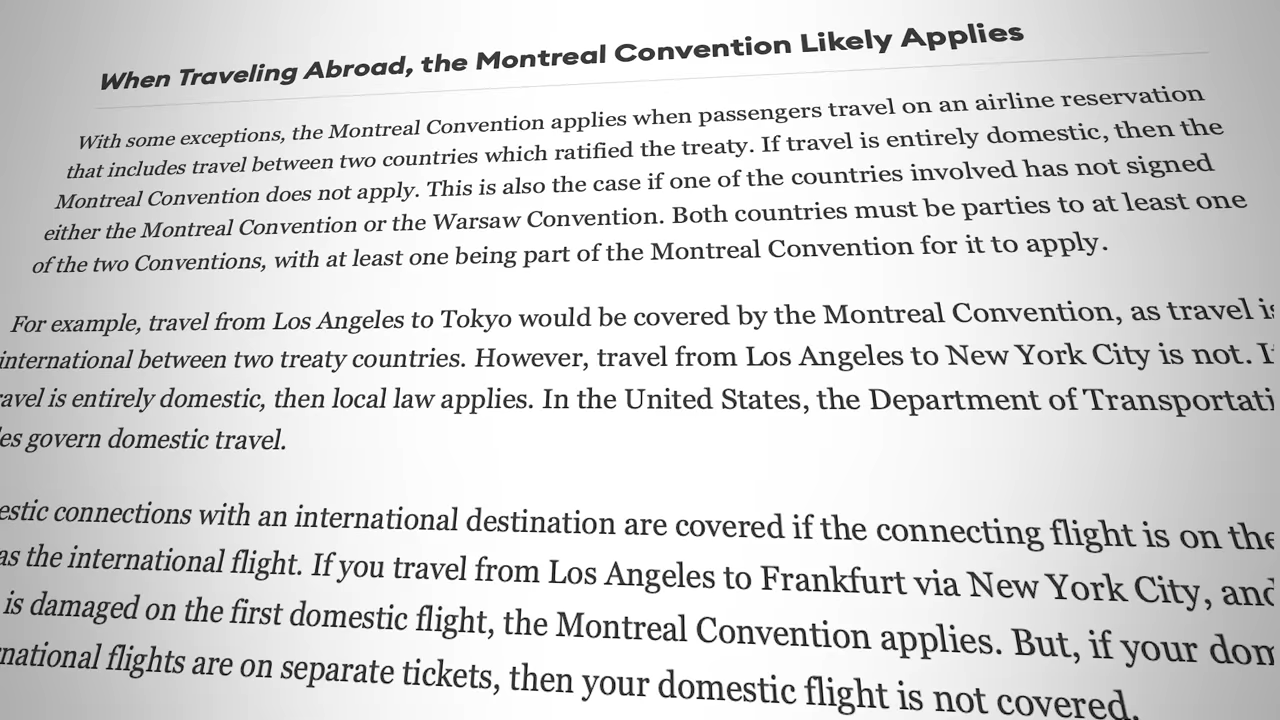 When Traveling Abroad, the Montreal Convention Likely Applies
With some exceptions, the Montreal Convention applies when passengers travel on an airline reservation
that includes travel between two countries which ratified the treaty. If travel is entirely domestic, then the
Montreal Convention does not apply. This is also the case if one of the countries involved has not signed
either the Montreal Convention or the Warsaw Convention. Both countries must be parties to at least one
of the two Conventions, with at least one being part of the Montreal Convention for it to apply.
For example, travel from Los Angeles to Tokyo would be covered by the Montreal Convention, as travel is
international between two treaty countries. However, travel from Los Angeles to New York City is not.
travel is entirely domestic, then local law applies. In the United States, the Department of
govern domestic travel.
connections with an international destination are covered if the connecting flight is on the
as the international flight. If you travel from Los Angeles to Frankfurt via New York City, and
is damaged on the first domestic flight, the Montreal Convention applies. But, if your
flights are on separate tickets, then your domestic flight is not covered.